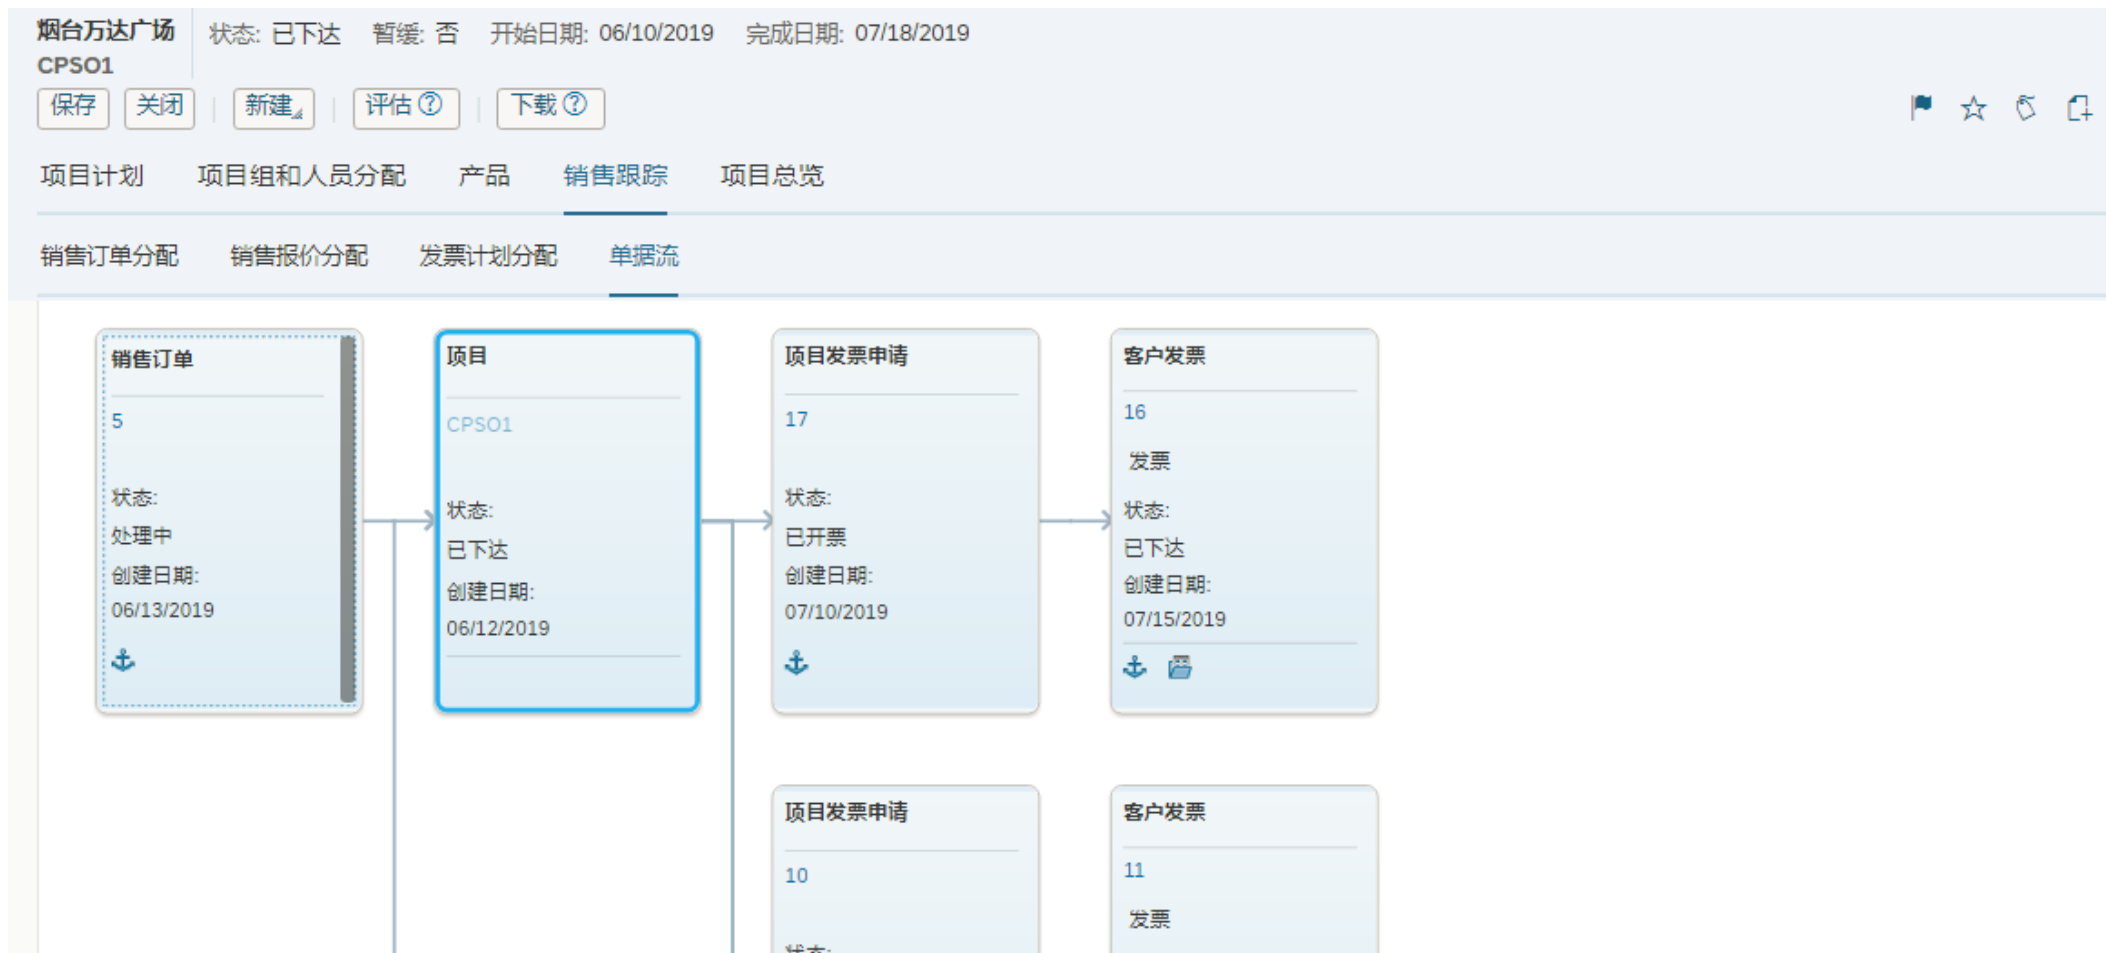 烟台万达广场
CPSO1
状态: 已下达 暂缓: 否 开始日期: 06/10/2019 完成日期: 07/18/2019
保存 关闭 新建 评估 ? 下载 ?
项目计划 项目组和人员分配 产品 销售跟踪 项目总览
销售订单分配 销售报价分配 发票计划分配 单据流
销售订单
5
状态:
处理中
创建日期:
06/13/2019
项目
CPSO1
状态:
已下达
创建日期:
06/12/2019
项目发票申请
17
状态:
已开票
创建日期:
07/10/2019
客户发票
16
发票
状态:
已下达
创建日期:
07/15/2019
项目发票申请
10
状态:
客户发票
11
发票